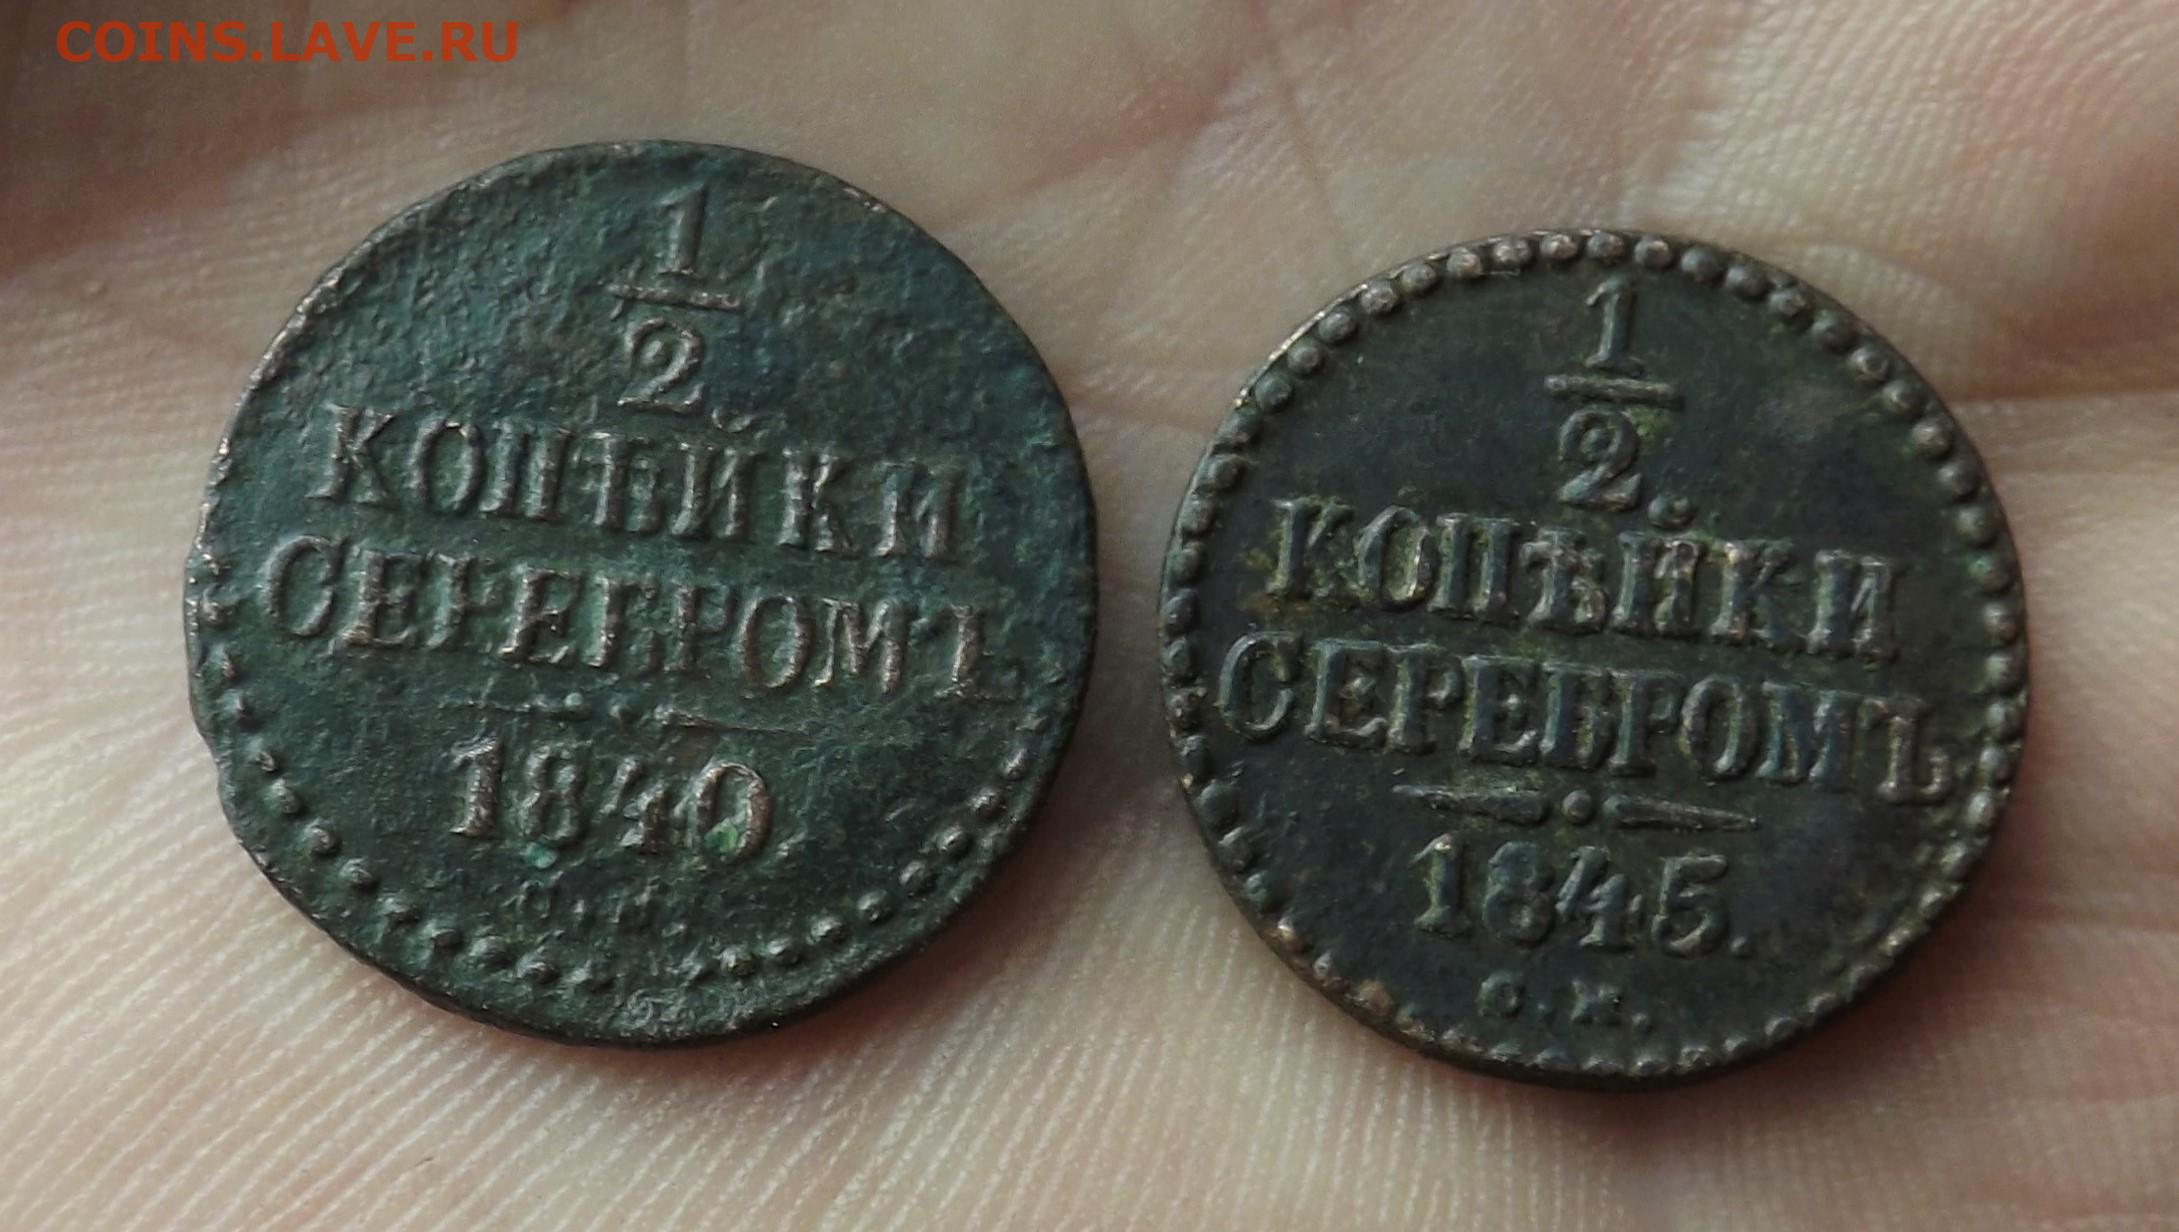 COINS.LAVE.RU
1
2.
КОПѢЙКИ
СЕРЕБРОМЪ
1840
С.М.
1
2.
КОПѢЙКИ
СЕРЕБРОМЪ
1845.
С.М.